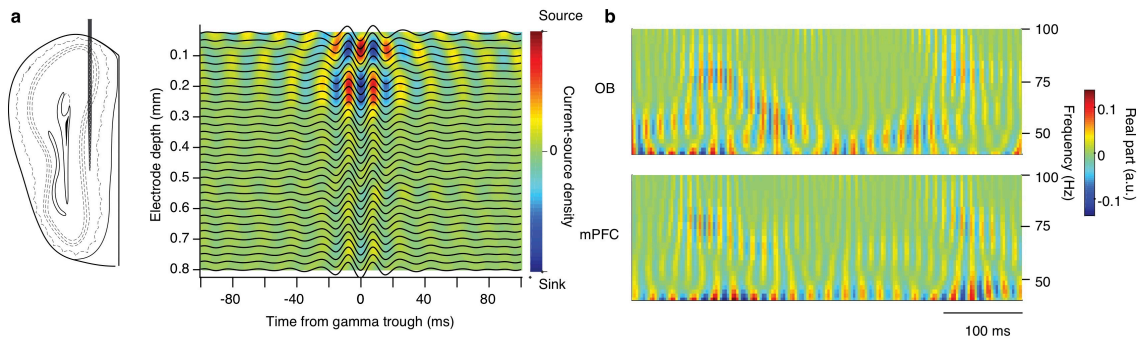 a
Source
0.1
0.2
0.3
0.4
0.5
0.6
0.7
0.8
Electrode depth (mm)
-80
-40
0
40
80
Time from gamma trough (ms)
0
Current-source density
Sink
b
OB
100
75
50
mPFC
100
75
50
Frequency (Hz)
0.1
0
-0.1
Real part (a.u.)
100 ms